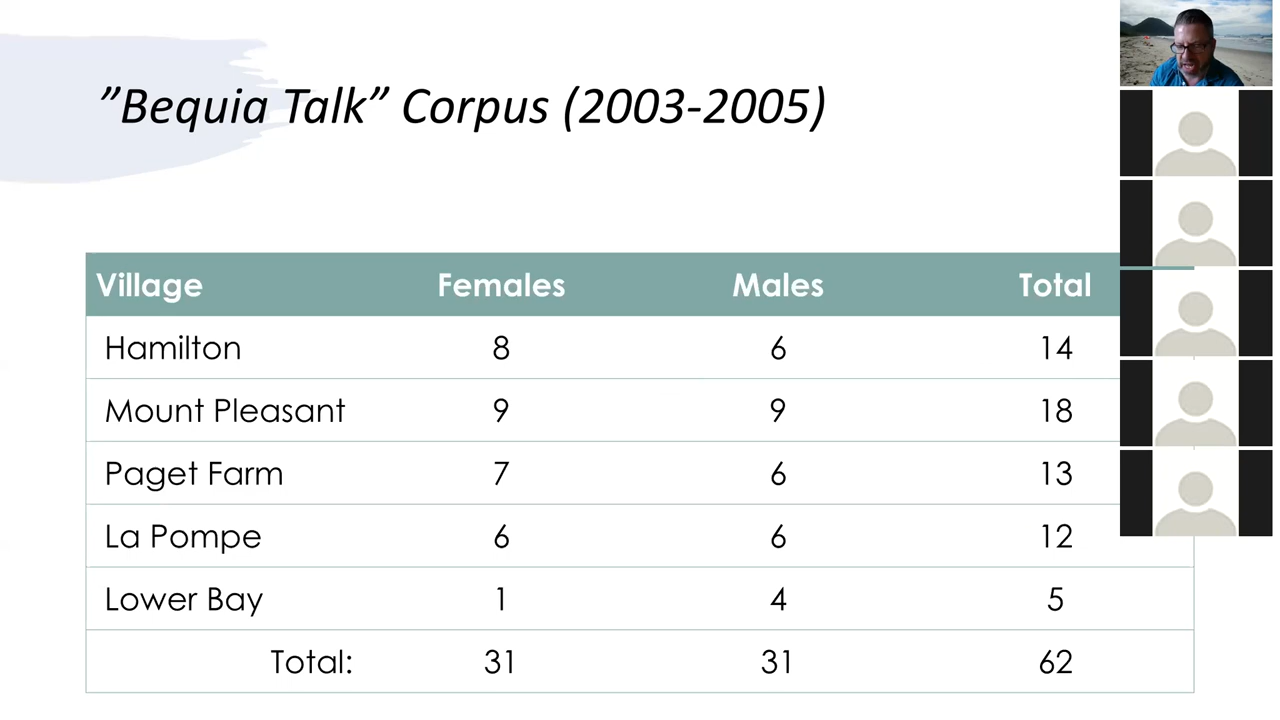 ”Bequia Talk” Corpus (2003-2005)
Village Females Males Total
Hamilton 8 6 14
Mount Pleasant 9 9 18
Paget Farm 7 6 13
La Pompe 6 6 12
Lower Bay 1 4 5
Total: 31 31 62